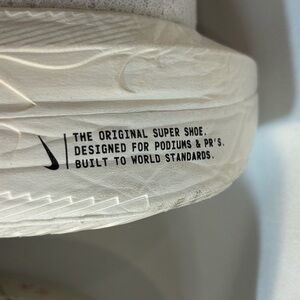 THE ORIGINAL SUPER SHOE.
DESIGNED FOR PODIUMS & PR'S.
BUILT TO WORLD STANDARDS.